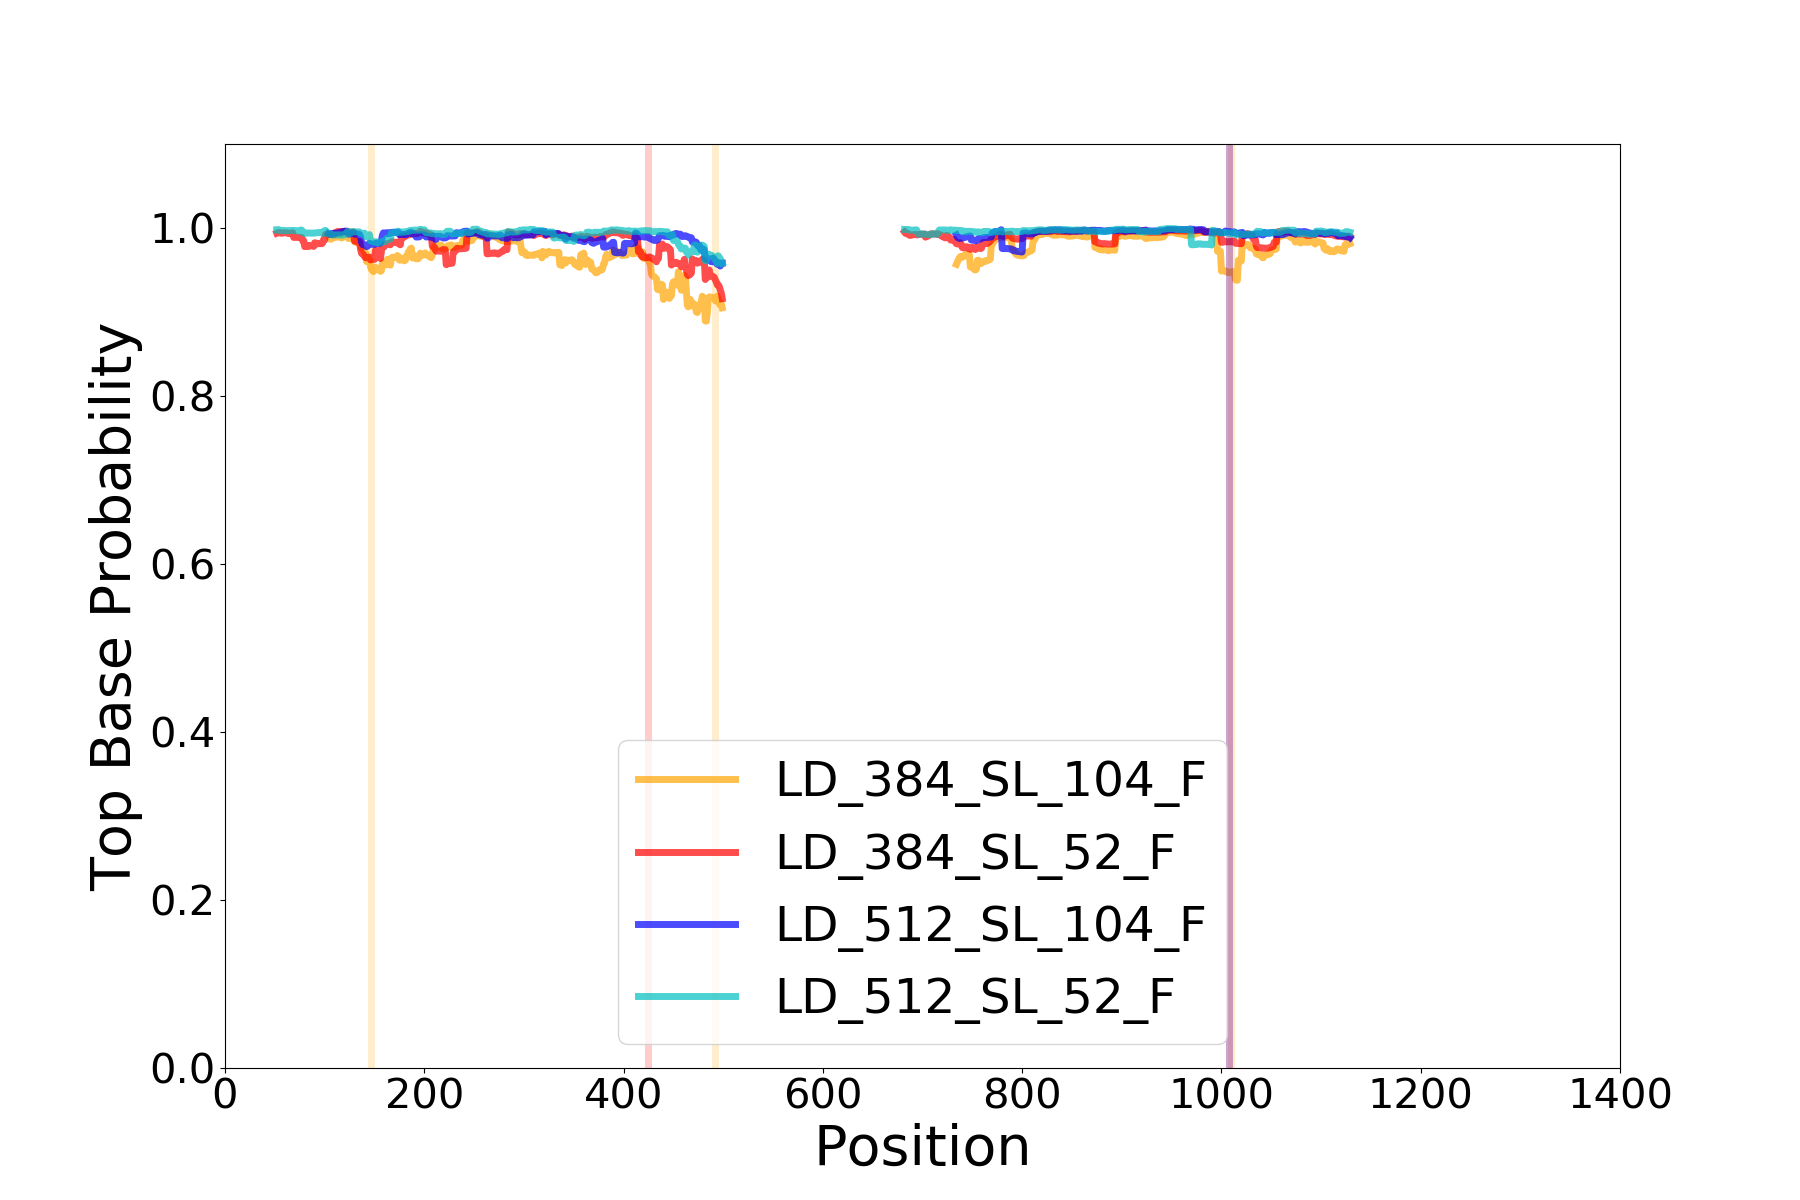 Top Base Probability
1.0
0.8
0.6
0.4
0.2
0.0
LD_384_SL_104_F
LD_384_SL_52_F
LD_512_SL_104_F
LD_512_SL_52_F
0 200 400 600 800 1000 1200 1400
Position